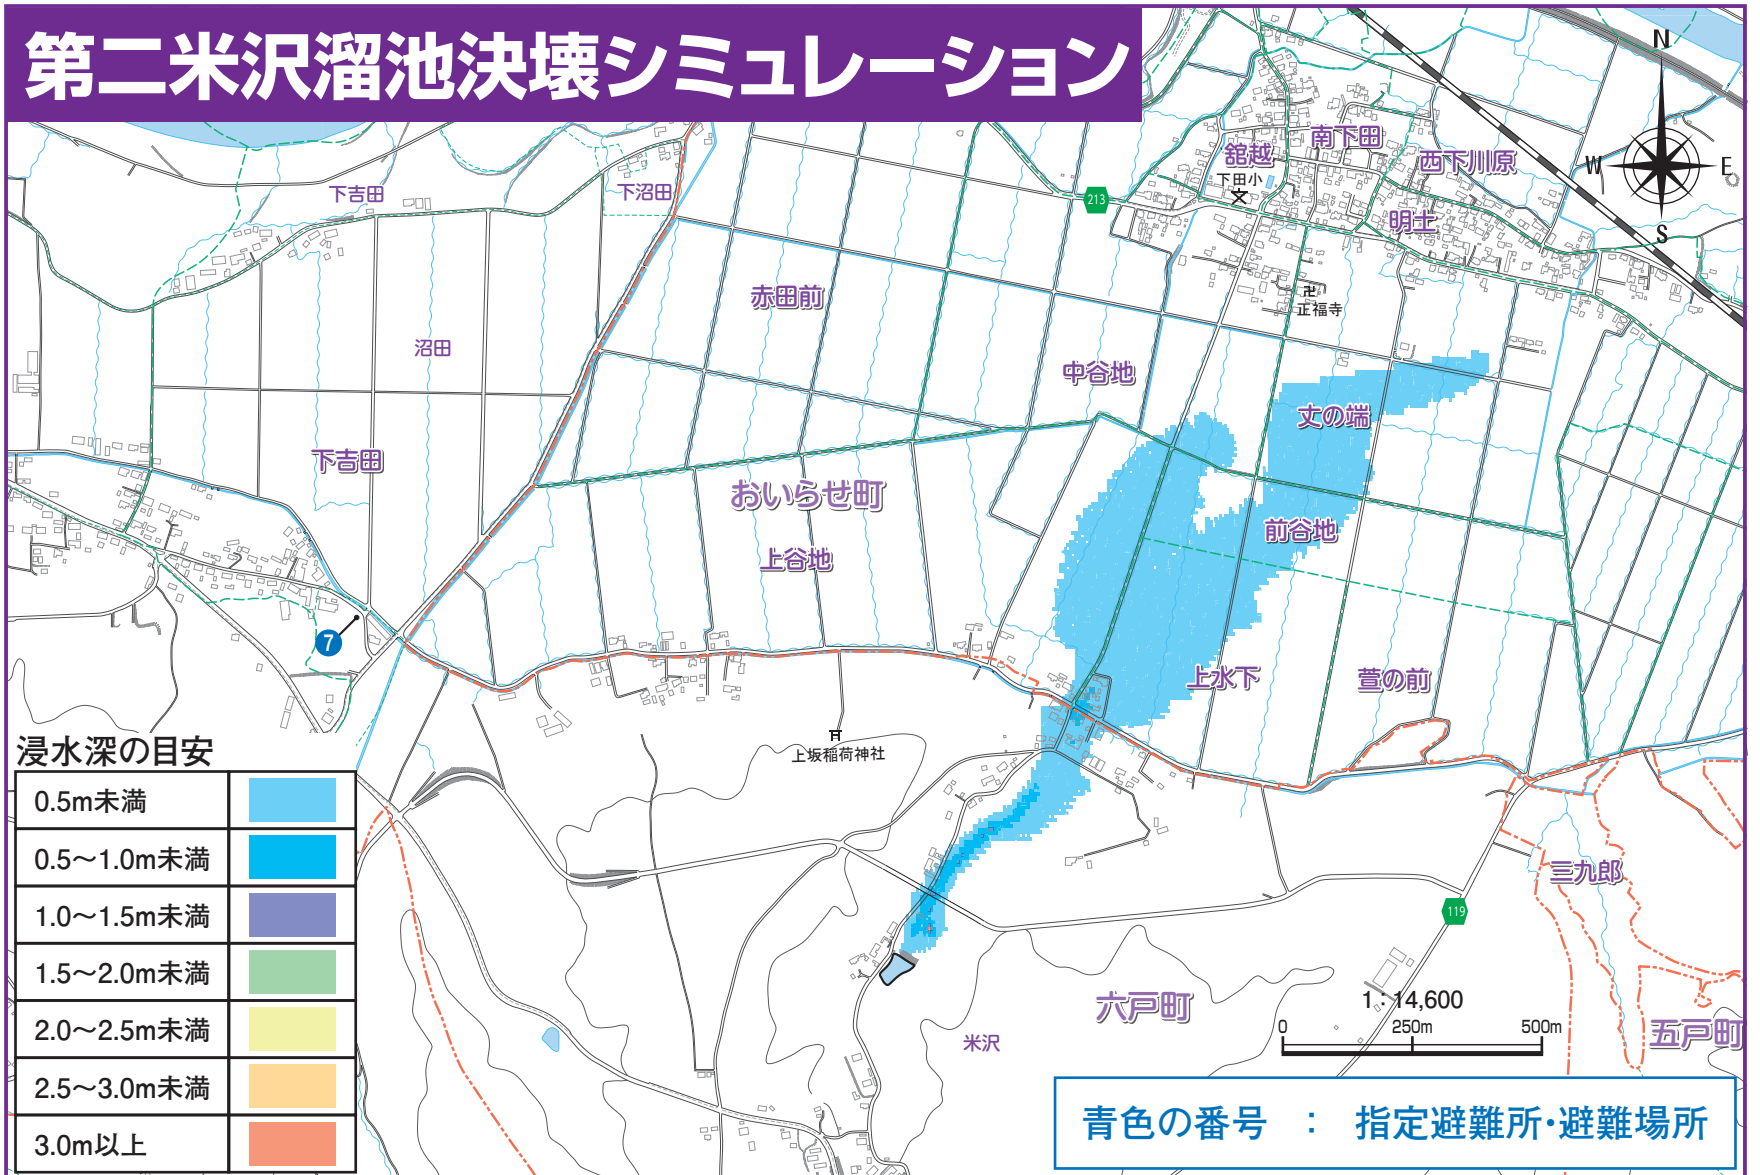 第二米沢溜池決壊シミュレーション
N
W
E
S
南下田
舘越
西下川原
下田小
明土
213
下吉田
下沼田
正福寺
赤田前
沼田
中谷地
丈の端
下吉田
おいらせ町
前谷地
上谷地
7
上水下
萱の前
上坂稲荷神社
三九郎
119
六戸町
五戸町
米沢
1：14,600
0
250m
500m
浸水深の目安
0.5m未満
0.5〜1.0m未満
1.0〜1.5m未満
1.5〜2.0m未満
2.0〜2.5m未満
2.5〜3.0m未満
3.0m以上
青色の番号 ： 指定避難所・避難場所